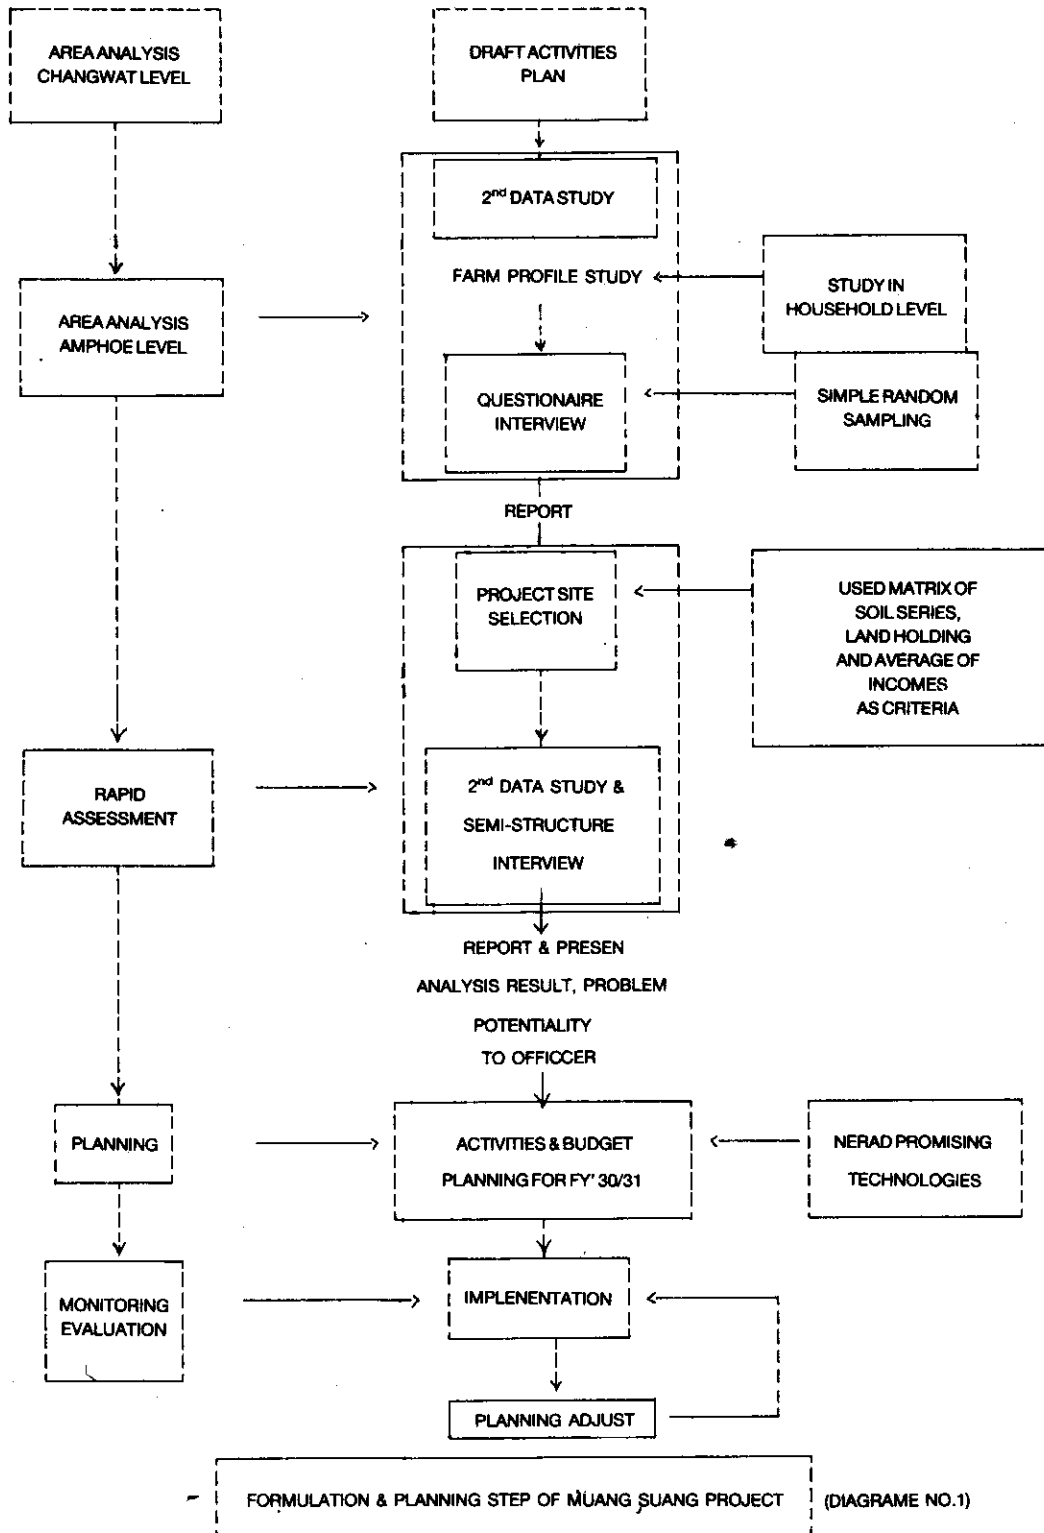 AREA ANALYSIS
CHANGWAT LEVEL
DRAFT ACTIVITIES
PLAN
2nd DATA STUDY
FARM PROFILE STUDY
STUDY IN
HOUSEHOLD LEVEL
AREA ANALYSIS
AMPHOE LEVEL
QUESTIONAIRE
INTERVIEW
SIMPLE RANDOM
SAMPLING
REPORT
PROJECT SITE
SELECTION
USED MATRIX OF
SOIL SERIES,
LAND HOLDING
AND AVERAGE OF
INCOMES
AS CRITERIA
RAPID
ASSESSMENT
2nd DATA STUDY &
SEMI-STRUCTURE
INTERVIEW
REPORT & PRESEN
ANALYSIS RESULT, PROBLEM
POTENTIALITY
TO OFFICCER
PLANNING
ACTIVITIES & BUDGET
PLANNING FOR FY' 30/31
NERAD PROMISING
TECHNOLOGIES
MONITORING
EVALUATION
IMPLENENTATION
PLANNING ADJUST
FORMULATION & PLANNING STEP OF MUANG SUANG PROJECT (DIAGRAME NO.1)